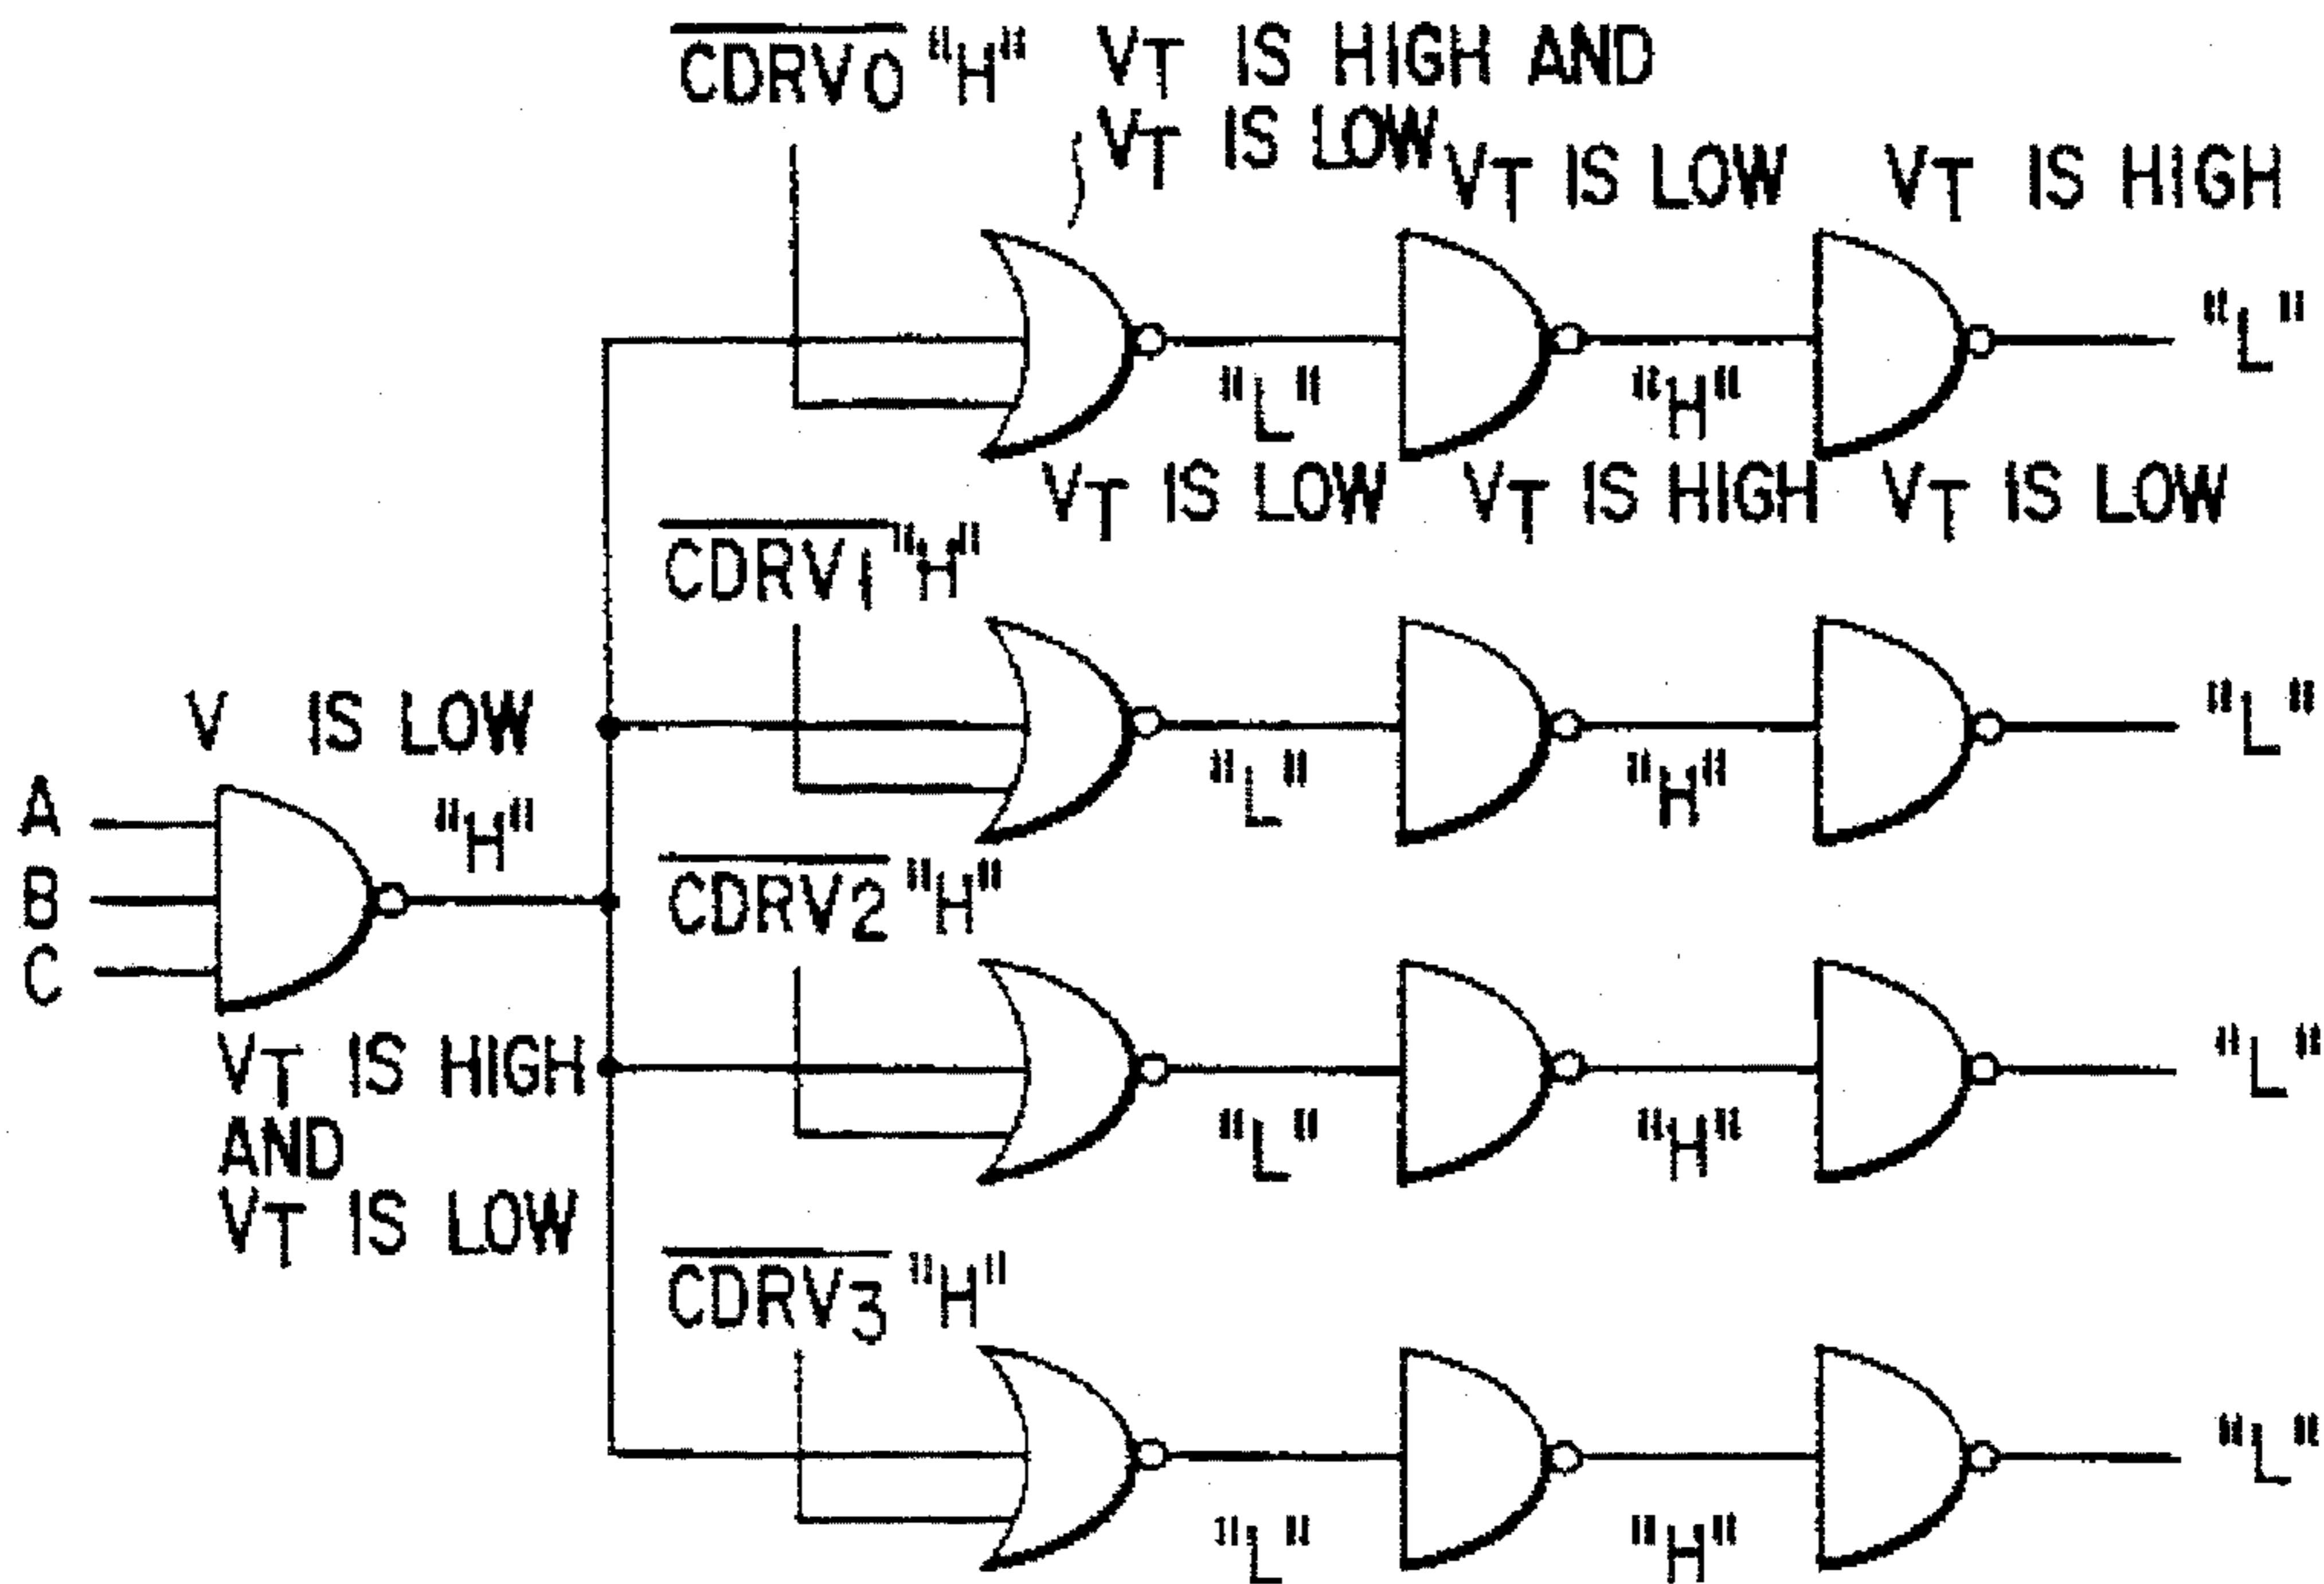 CDRV0 "H"
VT IS HIGH AND
VT IS LOW
VT IS LOW
VT IS HIGH
"L"
"H"
"L"
VT IS LOW
VT IS HIGH
VT IS LOW
CDRV1 "H"
"L"
"H"
"L"
V IS LOW
A
B
C
"H"
VT IS HIGH
AND
VT IS LOW
CDRV2 "H"
"L"
"H"
"L"
CDRV3 "H"
"L"
"H"
"L"